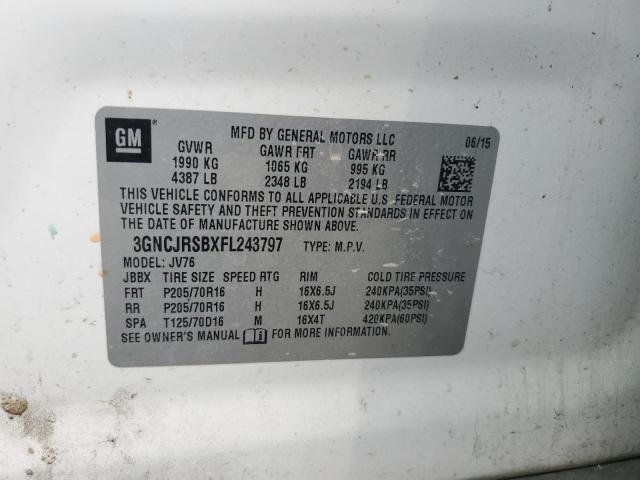 GM ®
MFD BY GENERAL MOTORS LLC 06/15
GVWR GAWR FRT GAWR RR
1990 KG 1065 KG 995 KG
4387 LB 2348 LB 2194 LB
THIS VEHICLE CONFORMS TO ALL APPLICABLE U.S. FEDERAL MOTOR
VEHICLE SAFETY AND THEFT PREVENTION STANDARDS IN EFFECT ON
THE DATE OF MANUFACTURE SHOWN ABOVE.
3GNCJRSBXFL243797 TYPE: M.P.V.
MODEL: JV76
JBBX TIRE SIZE SPEED RTG RIM COLD TIRE PRESSURE
FRT P205/70R16 H 16X6.5J 240KPA(35PSI)
RR P205/70R16 H 16X6.5J 240KPA(35PSI)
SPA T125/70D16 M 16X4T 420KPA(60PSI)
SEE OWNER'S MANUAL FOR MORE INFORMATION.